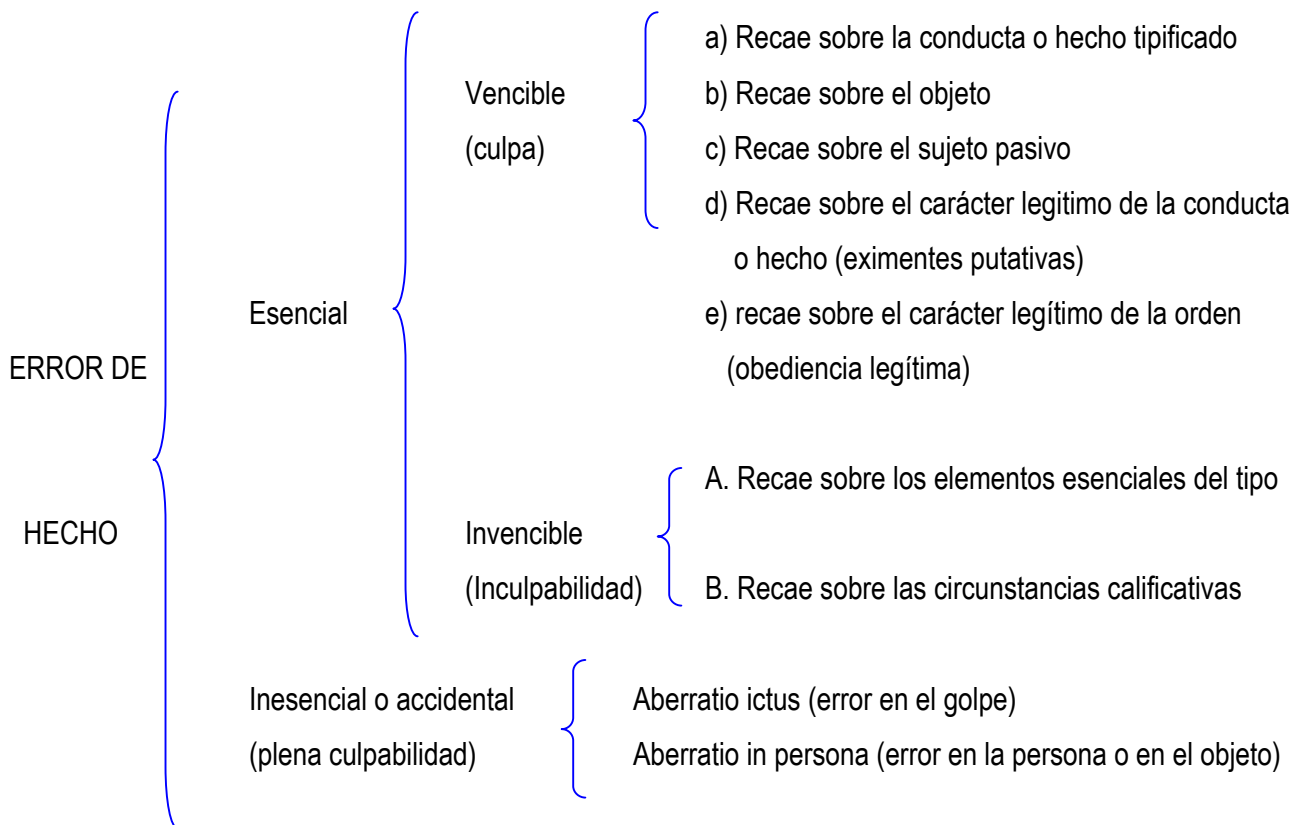 ERROR DE
HECHO
Esencial
Vencible
(culpa)
a) Recae sobre la conducta o hecho tipificado
b) Recae sobre el objeto
c) Recae sobre el sujeto pasivo
d) Recae sobre el carácter legitimo de la conducta
o hecho (eximentes putativas)
e) recae sobre el carácter legítimo de la orden
(obediencia legítima)
Invencible
(Inculpabilidad)
A. Recae sobre los elementos esenciales del tipo
B. Recae sobre las circunstancias calificativas
Inesencial o accidental
(plena culpabilidad)
Aberratio ictus (error en el golpe)
Aberratio in persona (error en la persona o en el objeto)